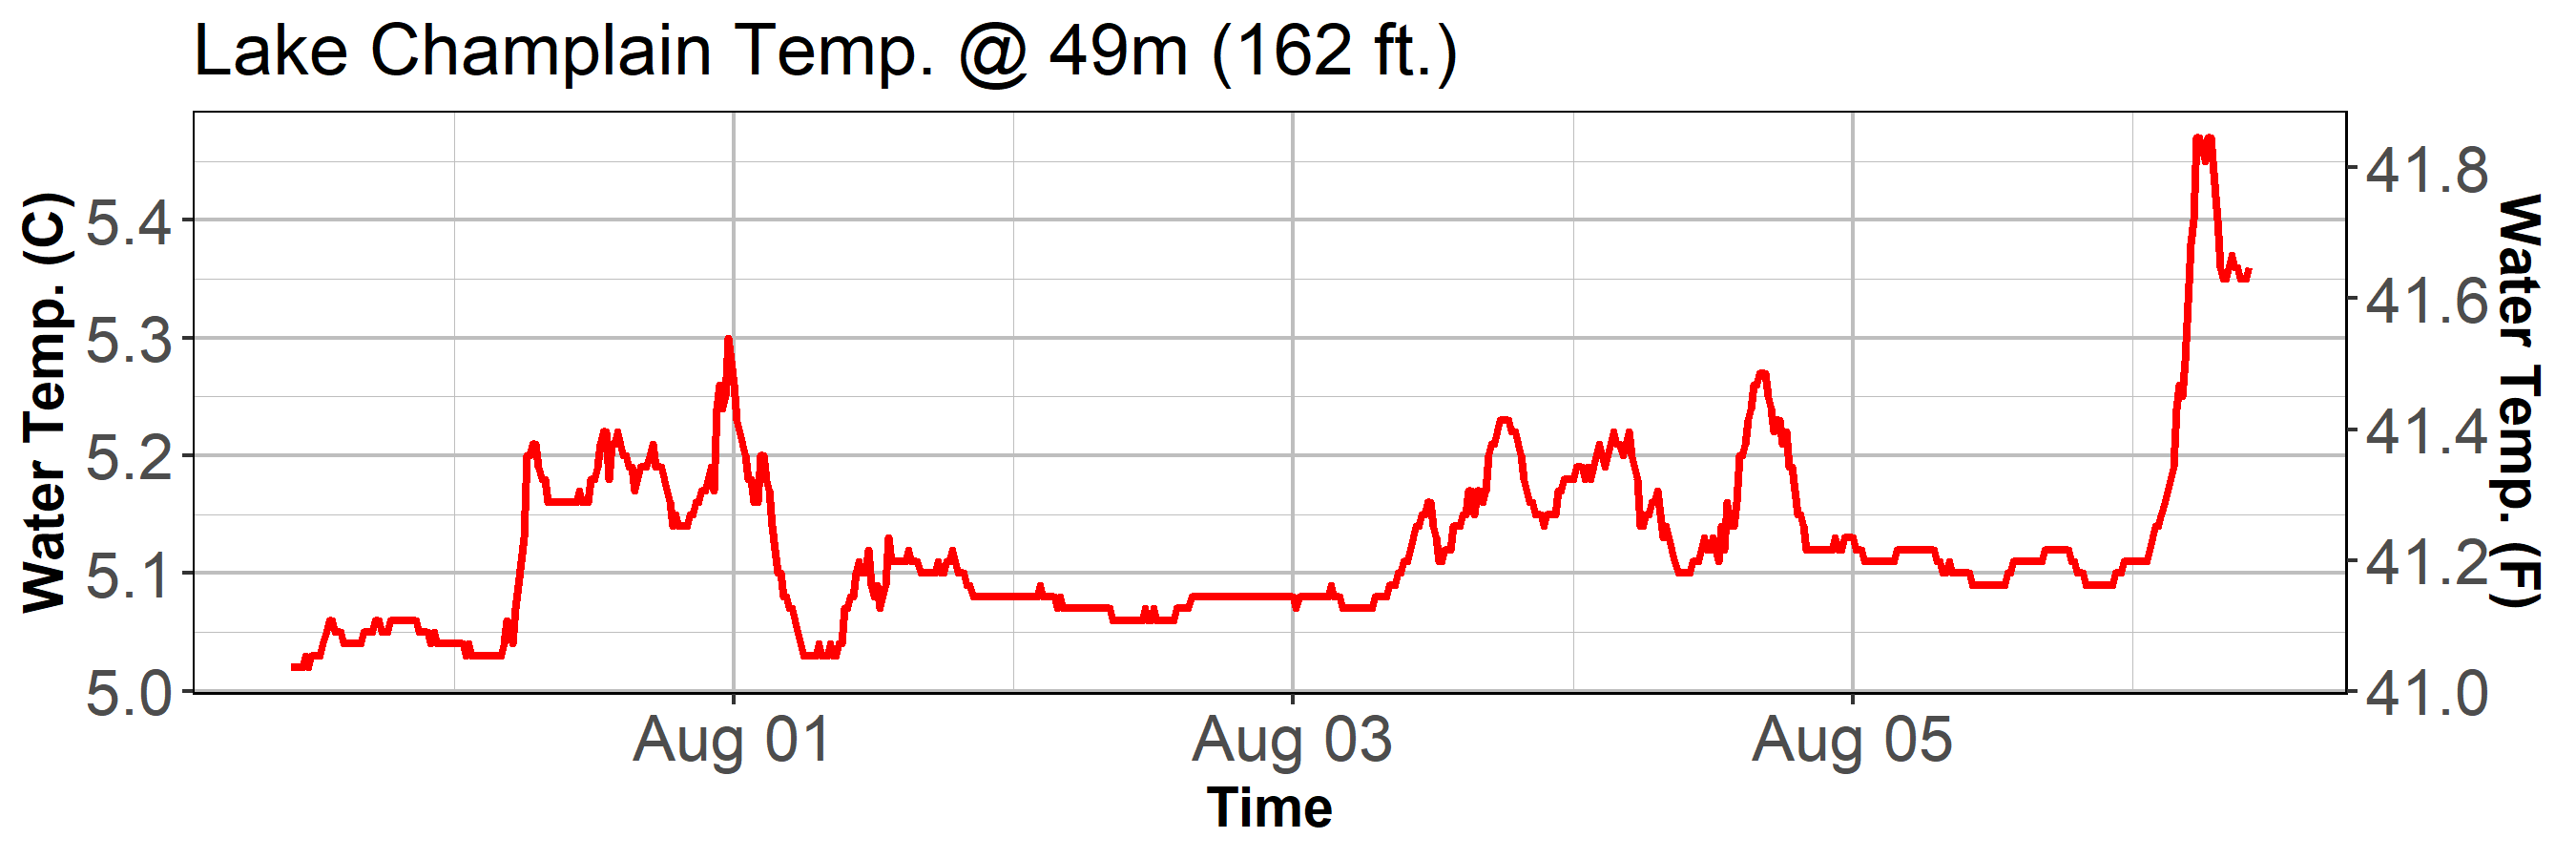 Lake Champlain Temp. @ 49m (162 ft.)
Water Temp. (C)
5.4
5.3
5.2
5.1
5.0
41.8
41.6
41.4
41.2
41.0
Water Temp. (F)
Aug 01 Aug 03 Aug 05
Time